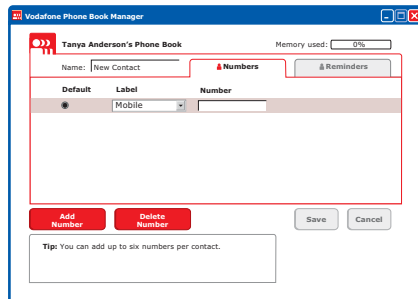 Vodafone Phone Book Manager
Tanya Anderson's Phone Book Memory used: 0%
Name: New Contact Numbers Reminders
Default Label Number
Mobile
Add Number Delete Number Save Cancel
Tip: You can add up to six numbers per contact.